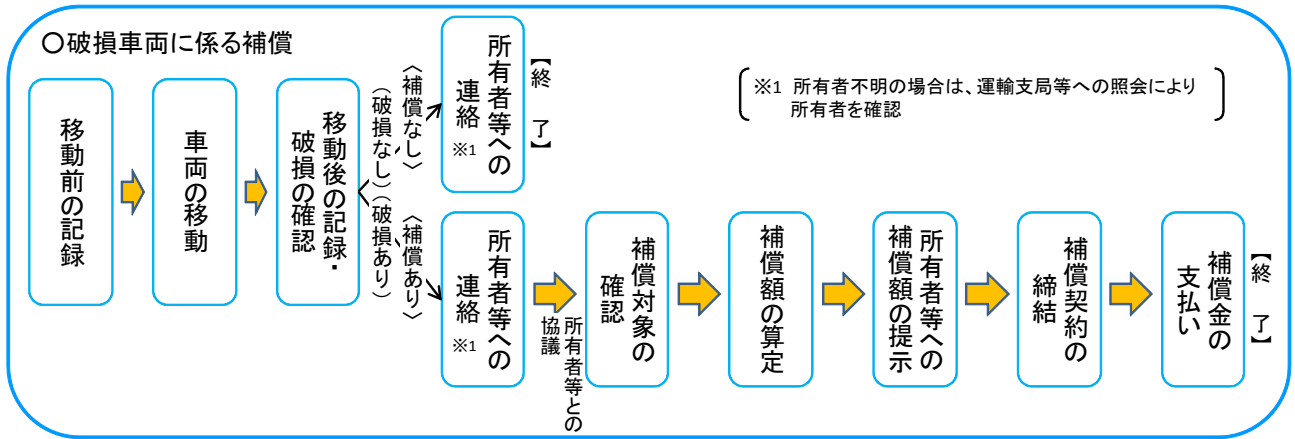 〇破損車両に係る補償
移動前の記録
車両の移動
移動後の記録・
破損の確認
(破損なし)
〈補償なし〉
所有者等への
連絡
※1
【終 了】
(破損あり)
〈補償あり〉
所有者等への
連絡
※1
所有者等との
協議
補償対象の
確認
補償額の算定
所有者等への
補償額の提示
補償契約の
締結
補償金の
支払い
【終 了】
※1 所有者不明の場合は、運輸支局等への照会により
所有者を確認